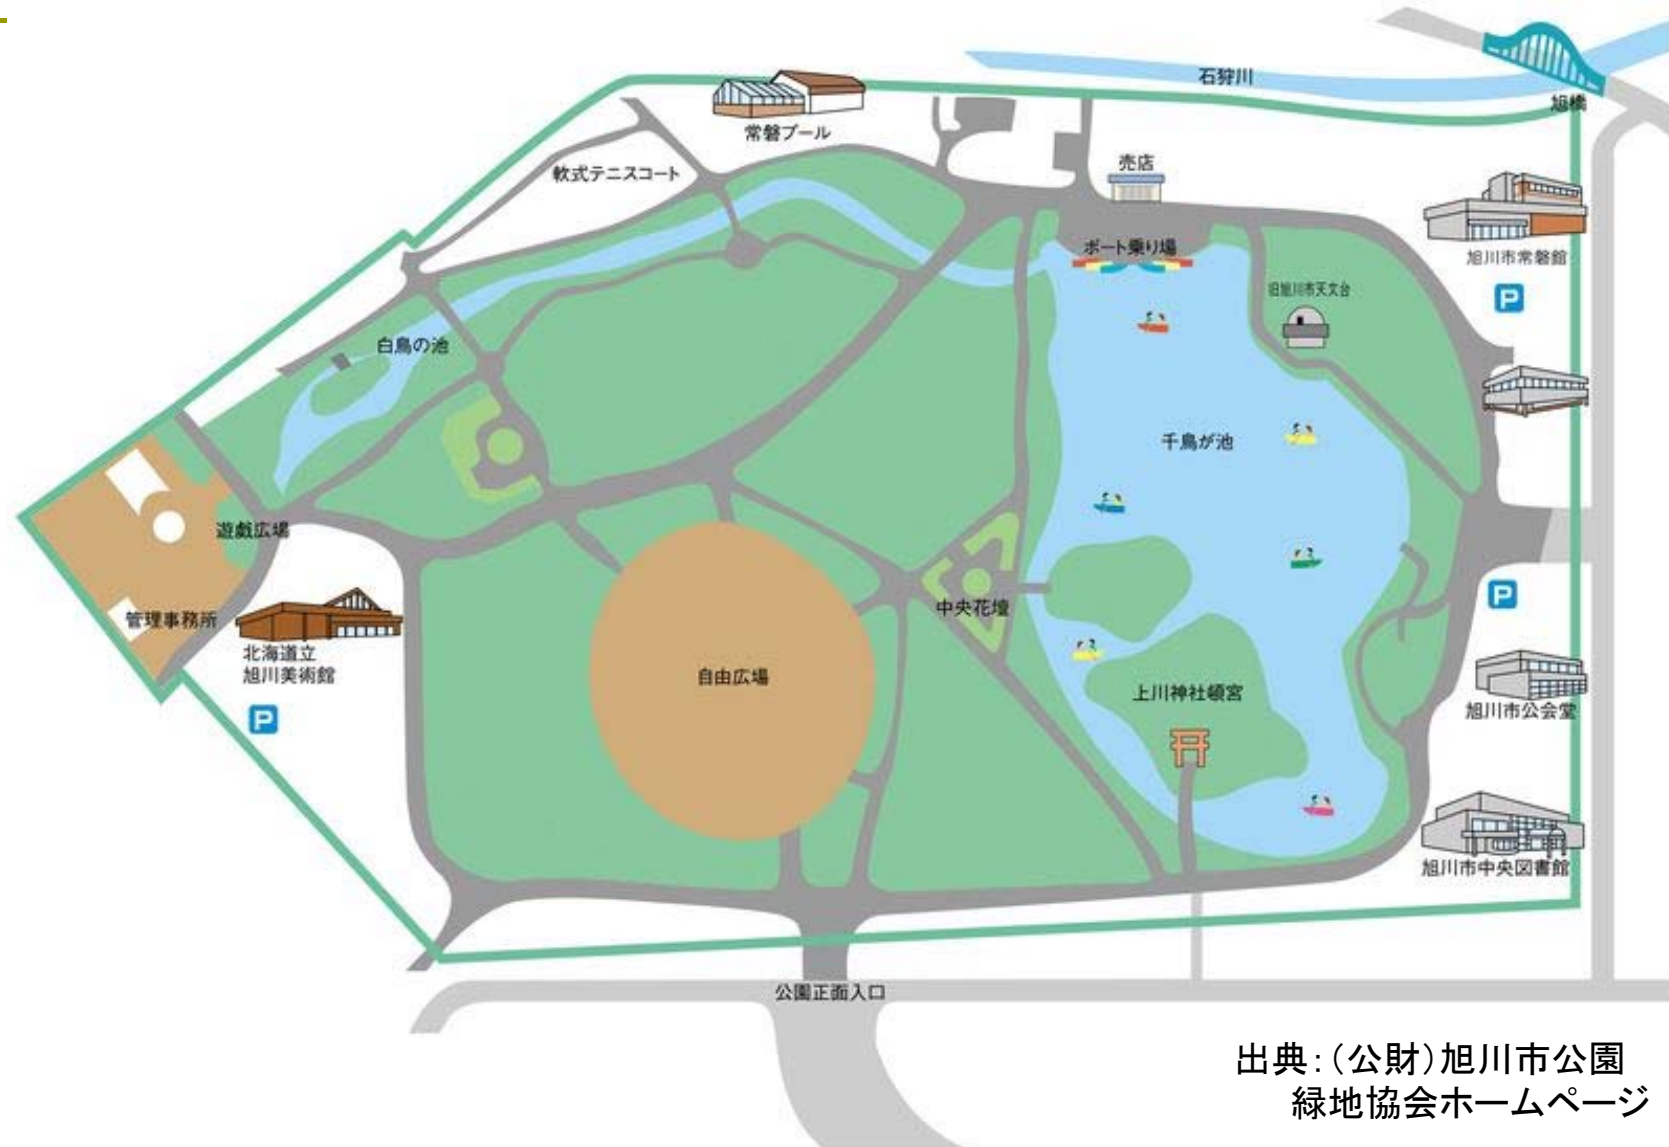 石狩川
旭橋
常磐プール
軟式テニスコート
売店
ボート乗り場
旭川市常磐館
P
旧旭川市天文台
白鳥の池
千鳥が池
遊戯広場
管理事務所
北海道立
旭川美術館
P
自由広場
中央花壇
上川神社頓宮
P
旭川市公会堂
旭川市中央図書館
公園正面入口
出典：（公財）旭川市公園
緑地協会ホームページ